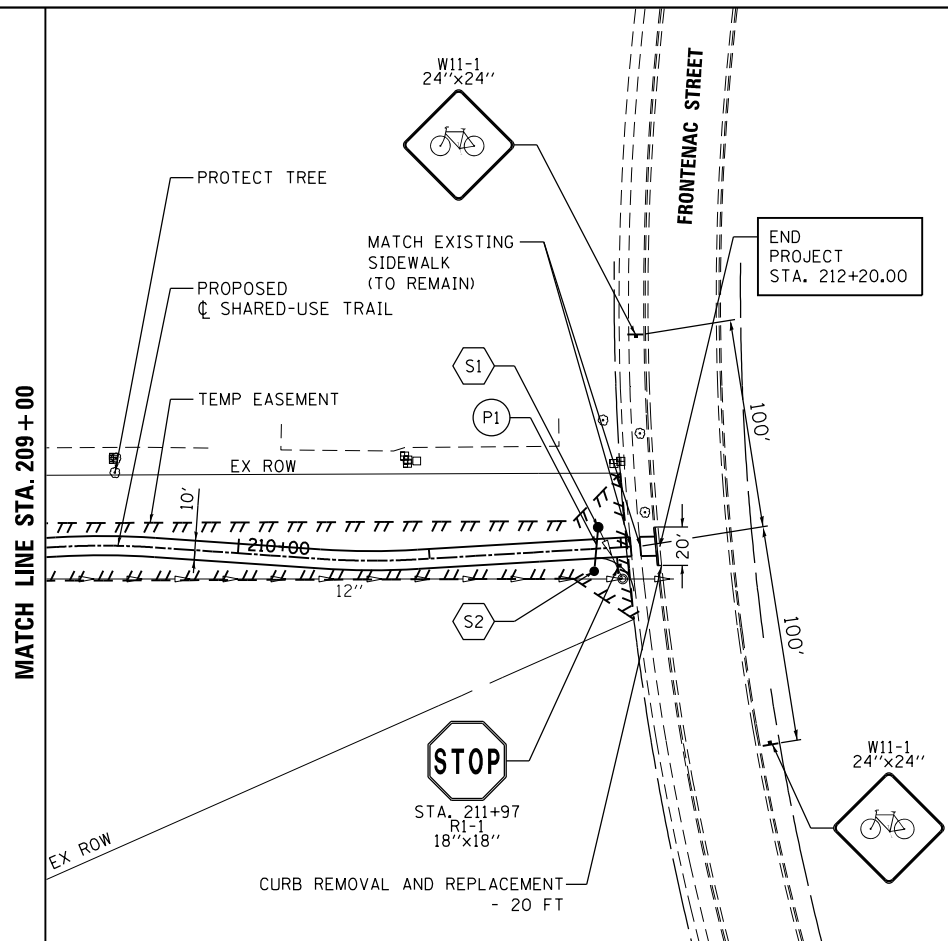 W11-1
24''x24''
FRONTENAC STREET
PROTECT TREE
MATCH EXISTING
SIDEWALK
(TO REMAIN)
END
PROJECT
STA. 212+20.00
PROPOSED
℄ SHARED-USE TRAIL
S1
P1
TEMP EASEMENT
MATCH LINE STA. 209+00
100'
EX ROW
10'
210+00
20'
12''
S2
100'
STOP
STA. 211+97
R1-1
18''x18''
W11-1
24''x24''
EX ROW
CURB REMOVAL AND REPLACEMENT
- 20 FT